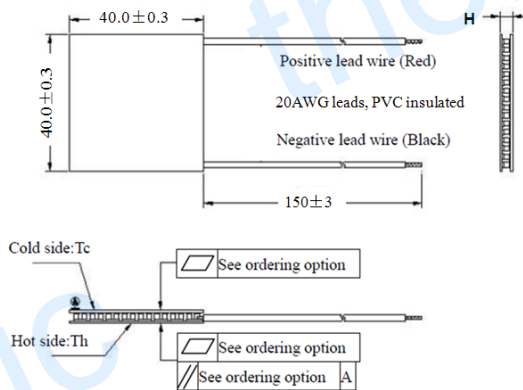 40.0±0.3
H
40.0±0.3
Positive lead wire (Red)
20AWG leads, PVC insulated
Negative lead wire (Black)
150±3
Cold side:Tc
See ordering option
Hot side:Th
See ordering option
See ordering option A